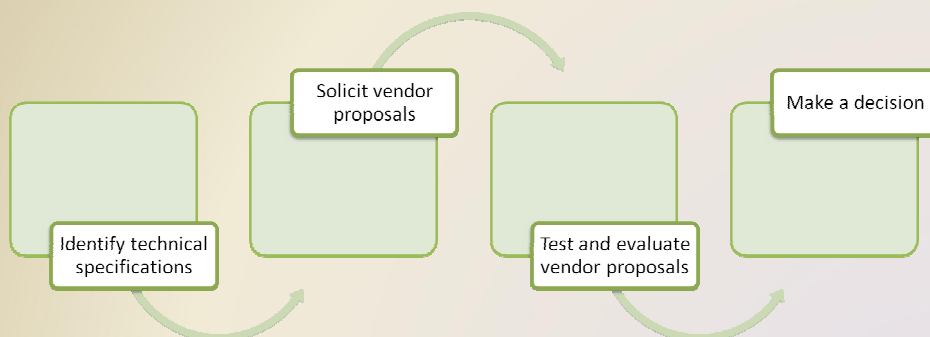 Identify technical
specifications
Solicit vendor
proposals
Test and evaluate
vendor proposals
Make a decision